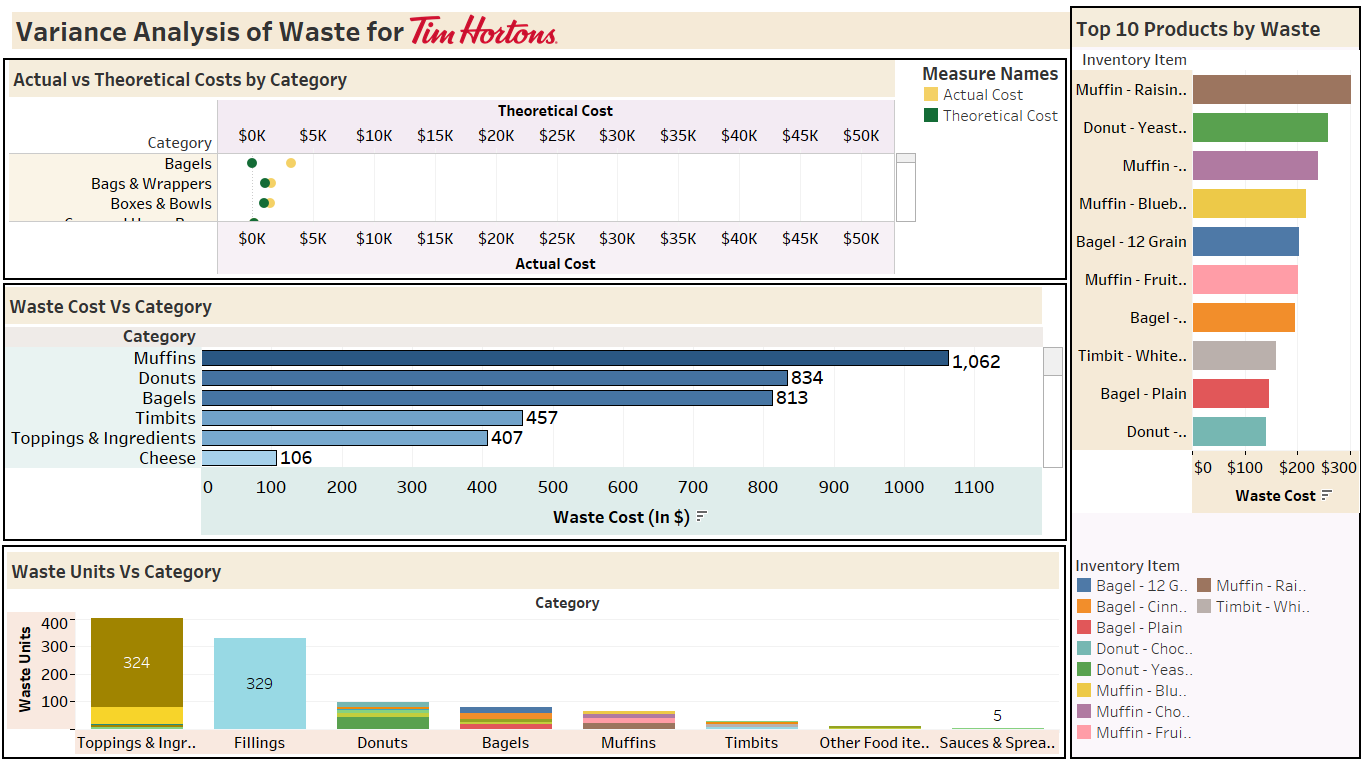 Variance Analysis of Waste for Tim Hortons.
Actual vs Theoretical Costs by Category
Theoretical Cost
$0K $5K $10K $15K $20K $25K $30K $35K $40K $45K $50K
Category
Bagels
Bags & Wrappers
Boxes & Bowls
$0K $5K $10K $15K $20K $25K $30K $35K $40K $45K $50K
Actual Cost
Measure Names
Actual Cost
Theoretical Cost
Waste Cost Vs Category
Category
Muffins 1,062
Donuts 834
Bagels 813
Timbits 457
Toppings & Ingredients 407
Cheese 106
0 100 200 300 400 500 600 700 800 900 1000 1100
Waste Cost (In $)
Waste Units Vs Category
Category
Waste Units
400
300
200
100
324
329
5
Toppings & Ingr.. Fillings Donuts Bagels Muffins Timbits Other Food ite.. Sauces & Sprea..
Top 10 Products by Waste
Inventory Item
Muffin - Raisin..
Donut - Yeast..
Muffin -..
Muffin - Blueb..
Bagel - 12 Grain
Muffin - Fruit..
Bagel -..
Timbit - White..
Bagel - Plain
Donut -..
$0 $100 $200 $300
Waste Cost
Inventory Item
Bagel - 12 G.. Muffin - Rai..
Bagel - Cinn.. Timbit - Whi..
Bagel - Plain
Donut - Choc..
Donut - Yeas..
Muffin - Blu..
Muffin - Cho..
Muffin - Frui..